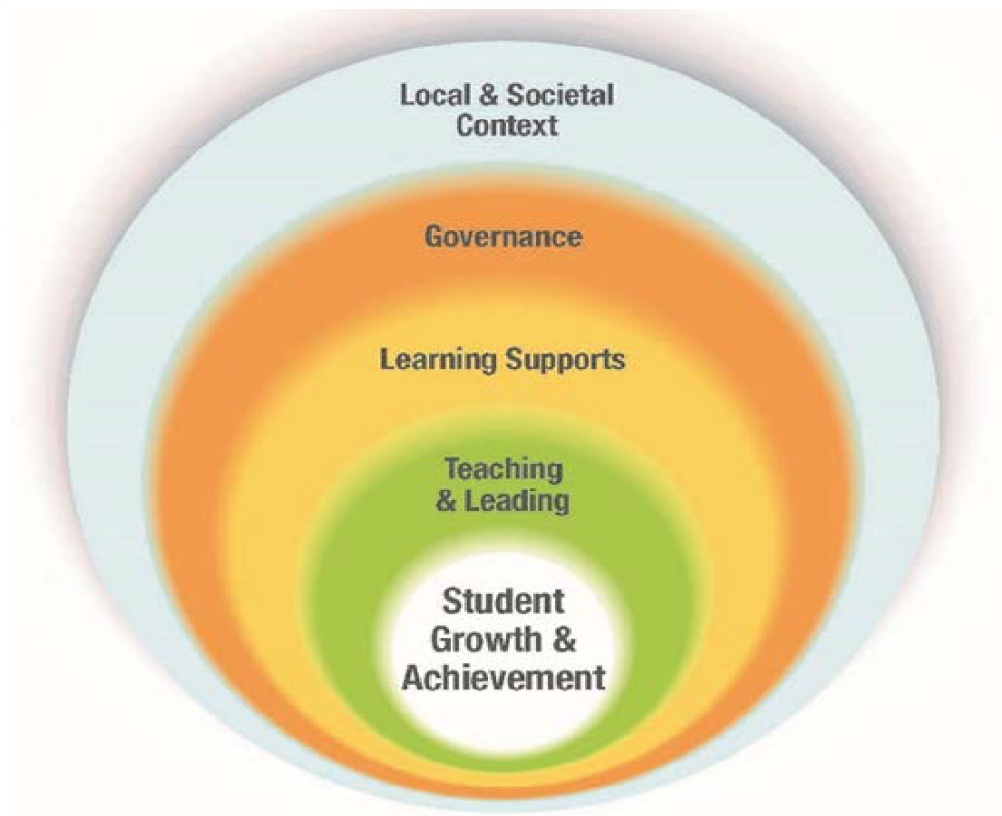 Local & Societal
Context
Governance
Learning Supports
Teaching
& Leading
Student
Growth &
Achievement